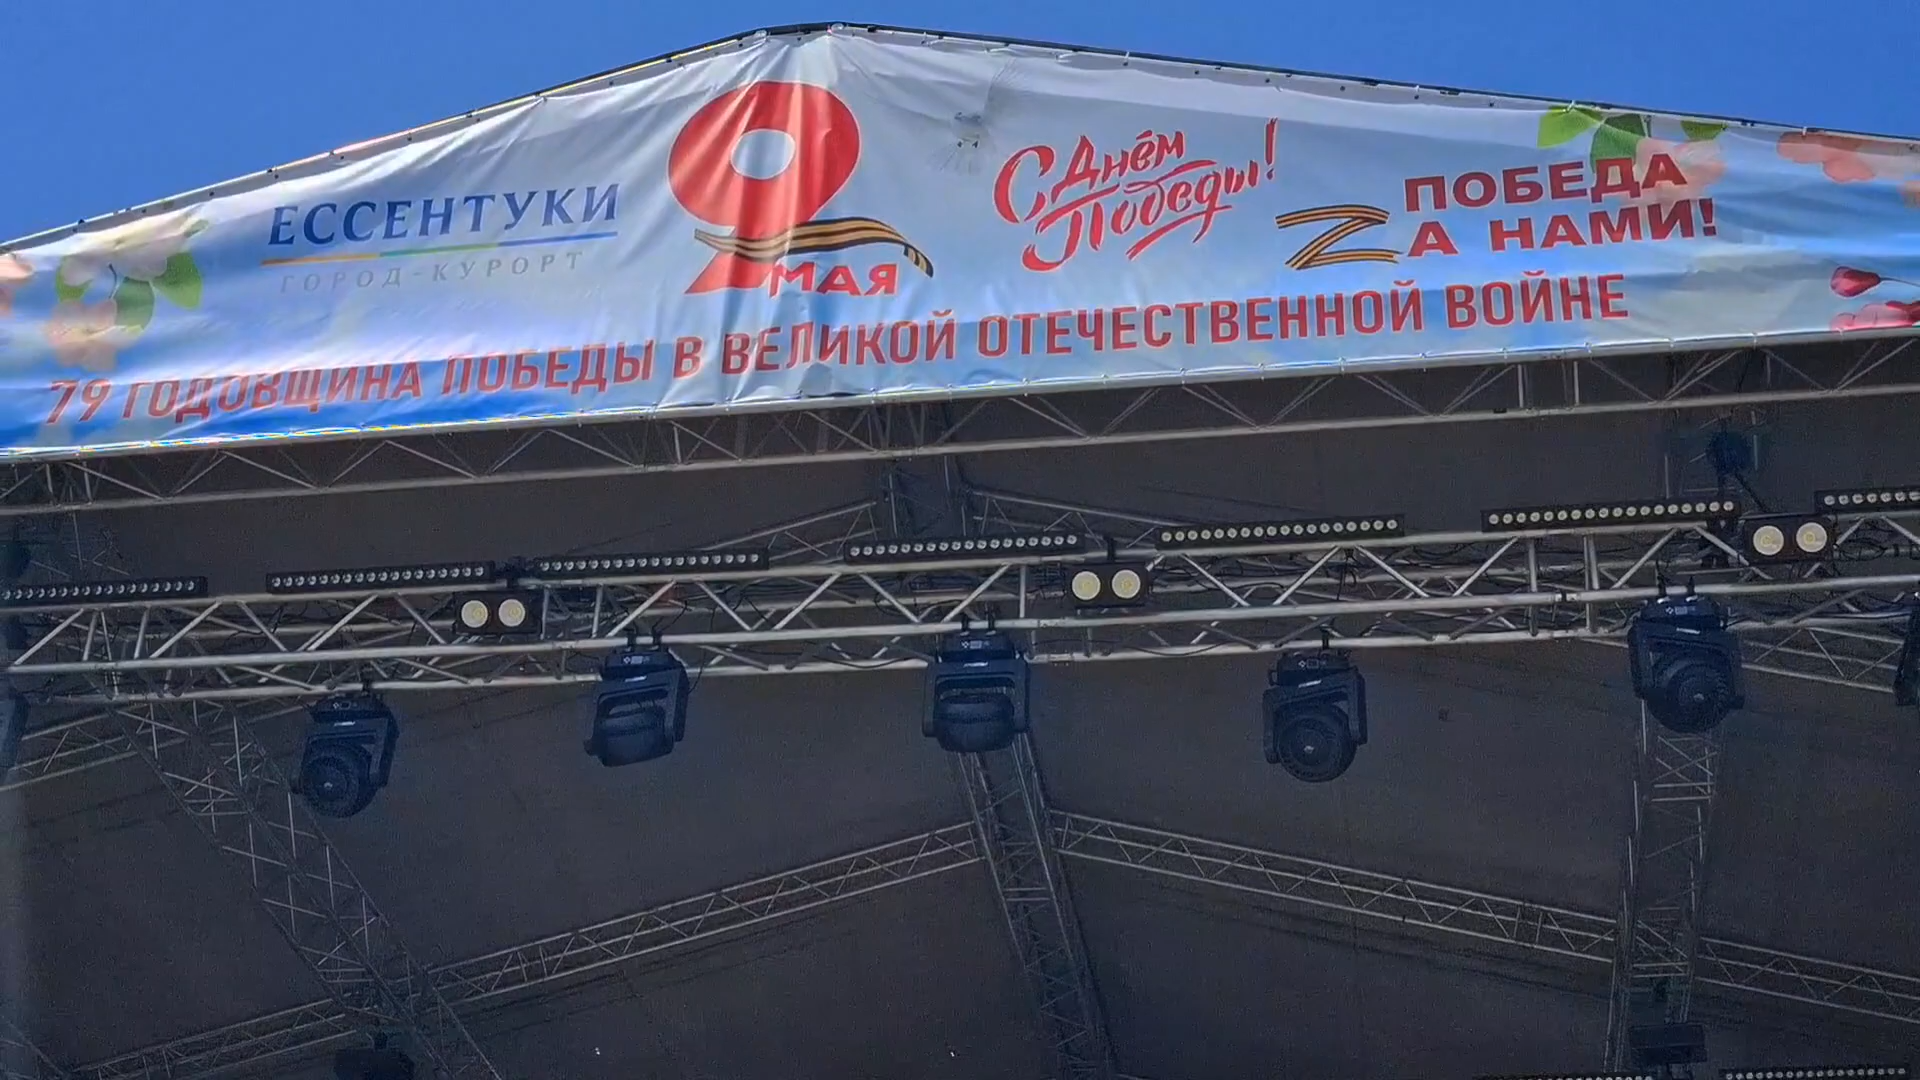 ЕССЕНТУКИ
ГОРОД-КУРОРТ
9
МАЯ
С Днём
Победы!
ПОБЕДА
ZА НАМИ!
79 ГОДОВЩИНА ПОБЕДЫ В ВЕЛИКОЙ ОТЕЧЕСТВЕННОЙ ВОЙНЕ